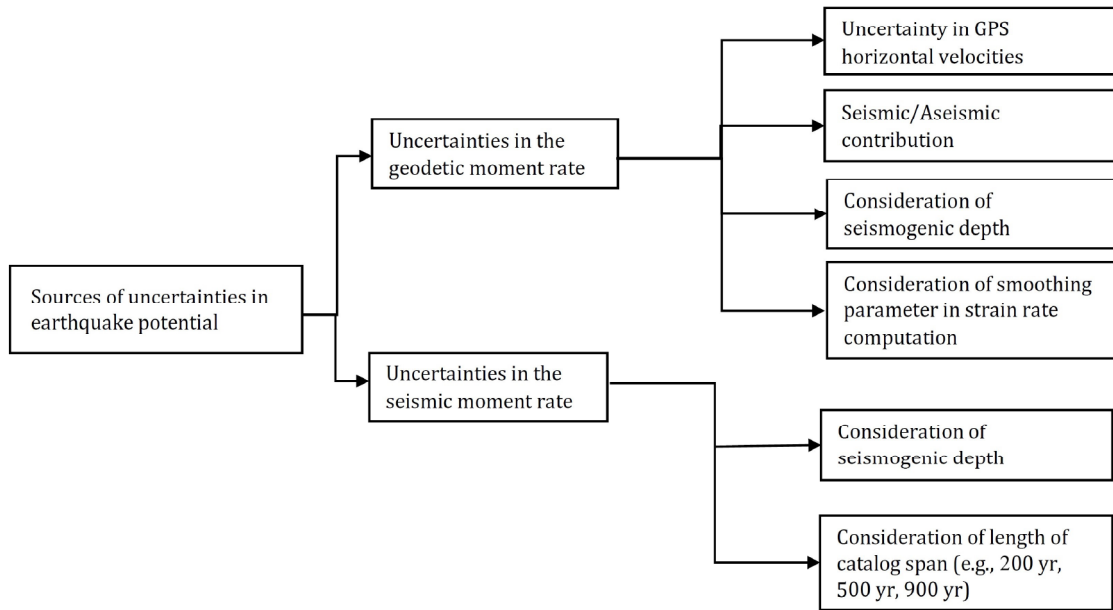 Sources of uncertainties in
earthquake potential
Uncertainties in the
geodetic moment rate
Uncertainty in GPS
horizontal velocities
Seismic/Aseismic
contribution
Consideration of
seismogenic depth
Consideration of smoothing
parameter in strain rate
computation
Uncertainties in the
seismic moment rate
Consideration of
seismogenic depth
Consideration of length of
catalog span (e.g., 200 yr,
500 yr, 900 yr)